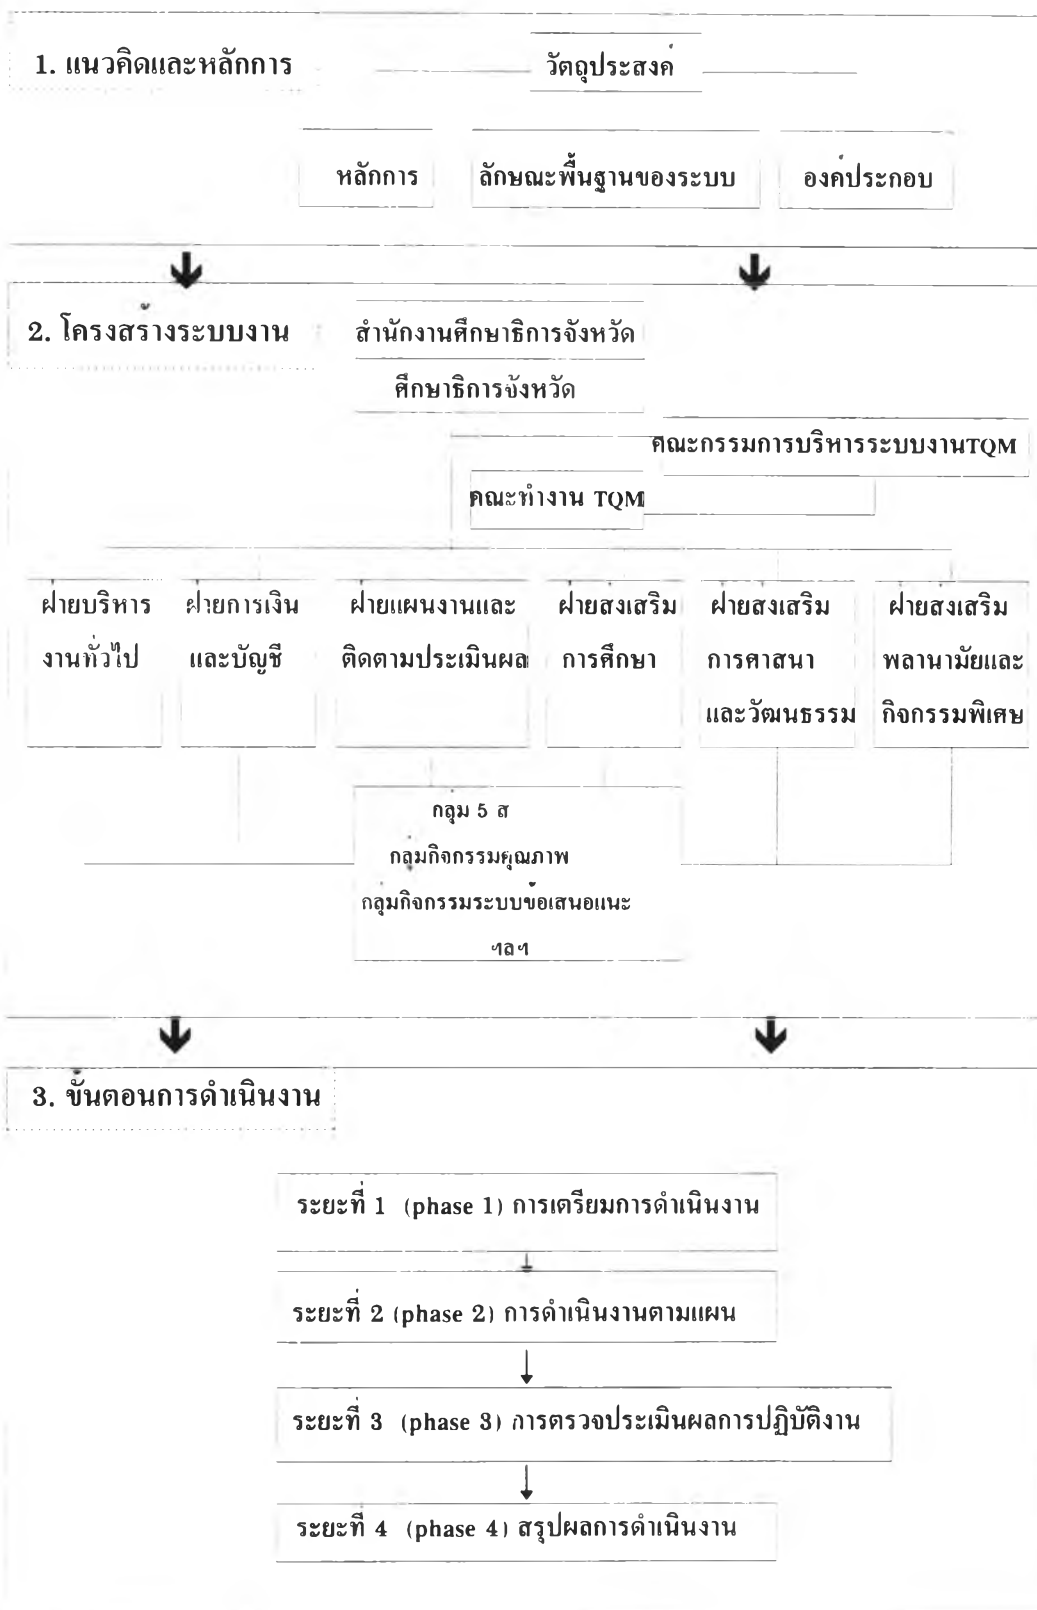 1. แนวคิดและหลักการ
วัตถุประสงค์
หลักการ
ลักษณะพื้นฐานของระบบ
องค์ประกอบ
2. โครงสร้างระบบงาน
สำนักงานศึกษาธิการจังหวัด
ศึกษาธิการจังหวัด
คณะกรรมการบริหารระบบงานTQM
คณะทำงาน TQM
ฝ่ายบริหาร
งานทั่วไป
ฝ่ายการเงิน
และบัญชี
ฝ่ายแผนงานและ
ติดตามประเมินผล
ฝ่ายส่งเสริม
การศึกษา
ฝ่ายส่งเสริม
การศาสนา
และวัฒนธรรม
ฝ่ายส่งเสริม
พลานามัยและ
กิจกรรมพิเศษ
กลุ่ม 5 ส
กลุ่มกิจกรรมคุณภาพ
กลุ่มกิจกรรมระบบข้อเสนอแนะ
ฯลฯ
3. ขั้นตอนการดำเนินงาน
ระยะที่ 1 (phase 1) การเตรียมการดำเนินงาน
ระยะที่ 2 (phase 2) การดำเนินงานตามแผน
ระยะที่ 3 (phase 3) การตรวจประเมินผลการปฏิบัติงาน
ระยะที่ 4 (phase 4) สรุปผลการดำเนินงาน